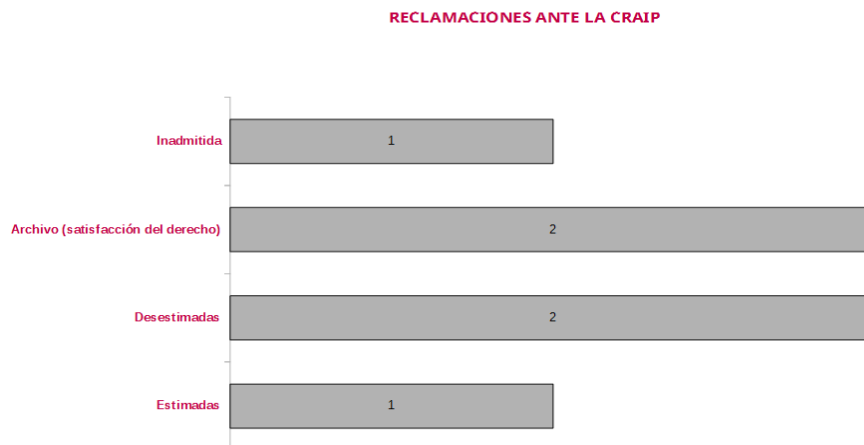 RECLAMACIONES ANTE LA CRAIP
Inadmitida
1
Archivo (satisfacción del derecho)
2
Desestimadas
2
Estimadas
1